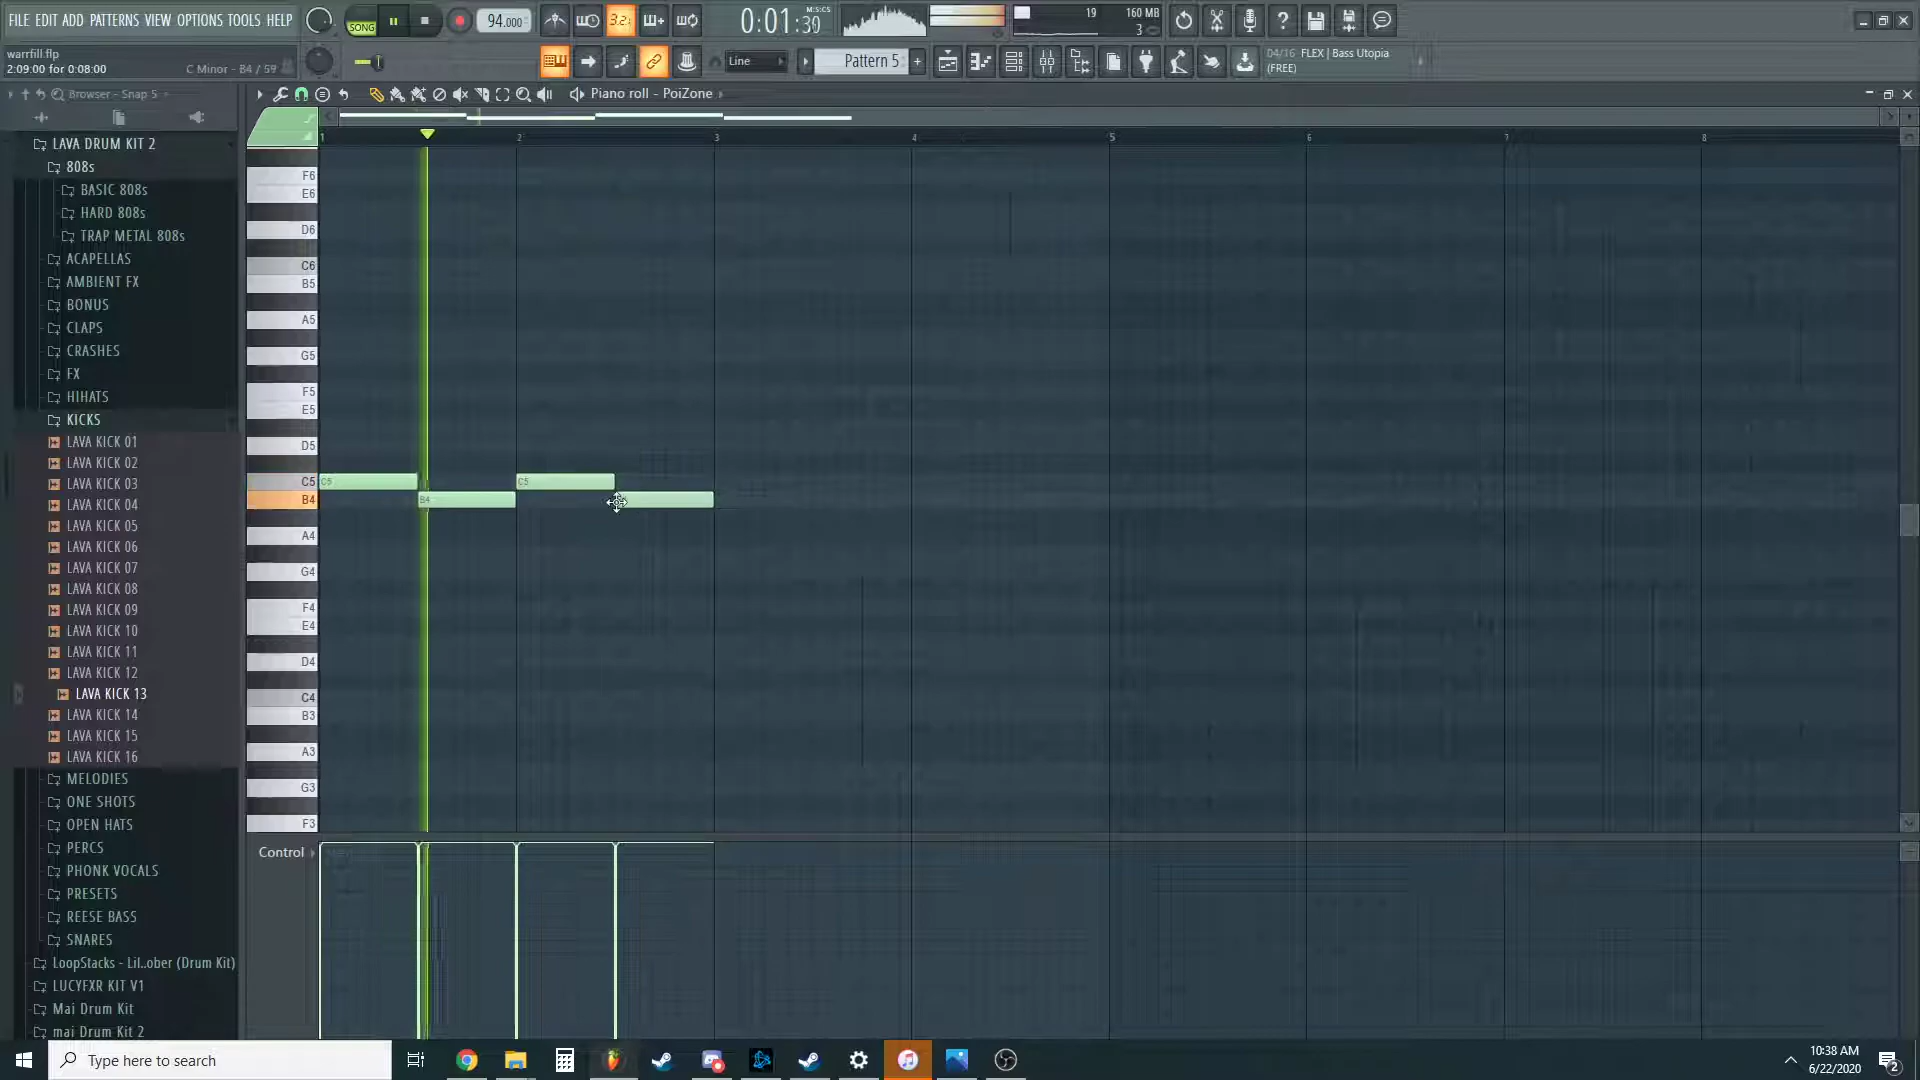 FILE EDIT ADD PATTERNS VIEW OPTIONS TOOLS HELP
SONG
94.000
3.2.
0:01:30
M:S:CS
19
160 MB
3
warrfill.flp
2:09:00 for 0:08:00
C Minor - B4 / 59
Line
Pattern 5
04/16 FLEX | Bass Utopia
(FREE)
Browser - Snap 5
Piano roll - PoiZone
LAVA DRUM KIT 2
808s
BASIC 808s
HARD 808s
TRAP METAL 808s
ACAPELLAS
AMBIENT FX
BONUS
CLAPS
CRASHES
FX
HIHATS
KICKS
LAVA KICK 01
LAVA KICK 02
LAVA KICK 03
LAVA KICK 04
LAVA KICK 05
LAVA KICK 06
LAVA KICK 07
LAVA KICK 08
LAVA KICK 09
LAVA KICK 10
LAVA KICK 11
LAVA KICK 12
LAVA KICK 13
LAVA KICK 14
LAVA KICK 15
LAVA KICK 16
MELODIES
ONE SHOTS
OPEN HATS
PERCS
PHONK VOCALS
PRESETS
REESE BASS
SNARES
LoopStacks - Lil..ober (Drum Kit)
LUCYFXR KIT V1
Mai Drum Kit
mai Drum Kit 2
1 2 3 4 5 6 7 8
F6
E6
D6
C6
B5
A5
G5
F5
E5
D5
C5 C5 C5
B4 B4
A4
G4
F4
E4
D4
C4
B3
A3
G3
F3
Control
Type here to search
10:38 AM
6/22/2020
2